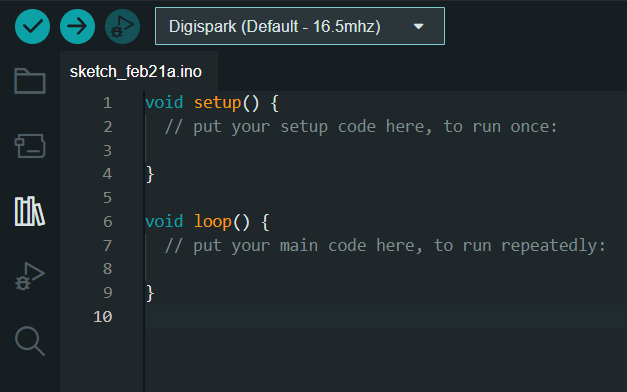 Digispark (Default - 16.5mhz)
sketch_feb21a.ino
1 void setup() {
2   // put your setup code here, to run once:
3
4 }
5
6 void loop() {
7   // put your main code here, to run repeatedly:
8
9 }
10